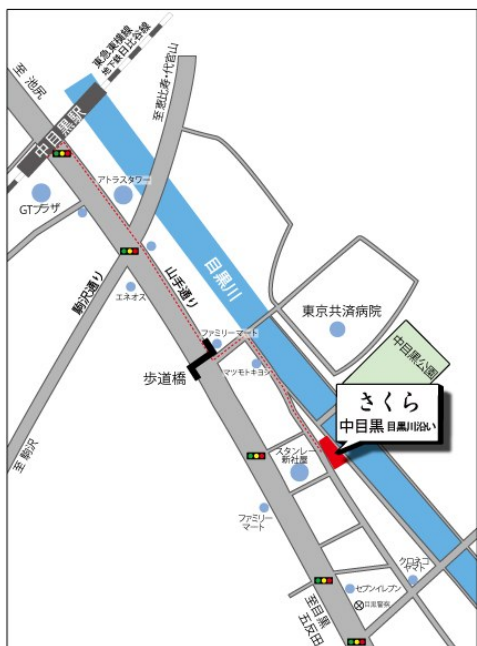 東急東横線
地下鉄日比谷線
至 池尻
中目黒駅
至恵比寿・代官山
アトラスタワー
GTプラザ
目黒川
山手通り
駒沢通り
エネオス
東京共済病院
ファミリーマート
中目黒公園
マツモトキヨシ
歩道橋
さくら
中目黒 目黒川沿い
至 駒沢
スタンレー
新社屋
ファミリー
マート
クロネコ
ヤマト
セブンイレブン
目黒警察
至目黒
五反田